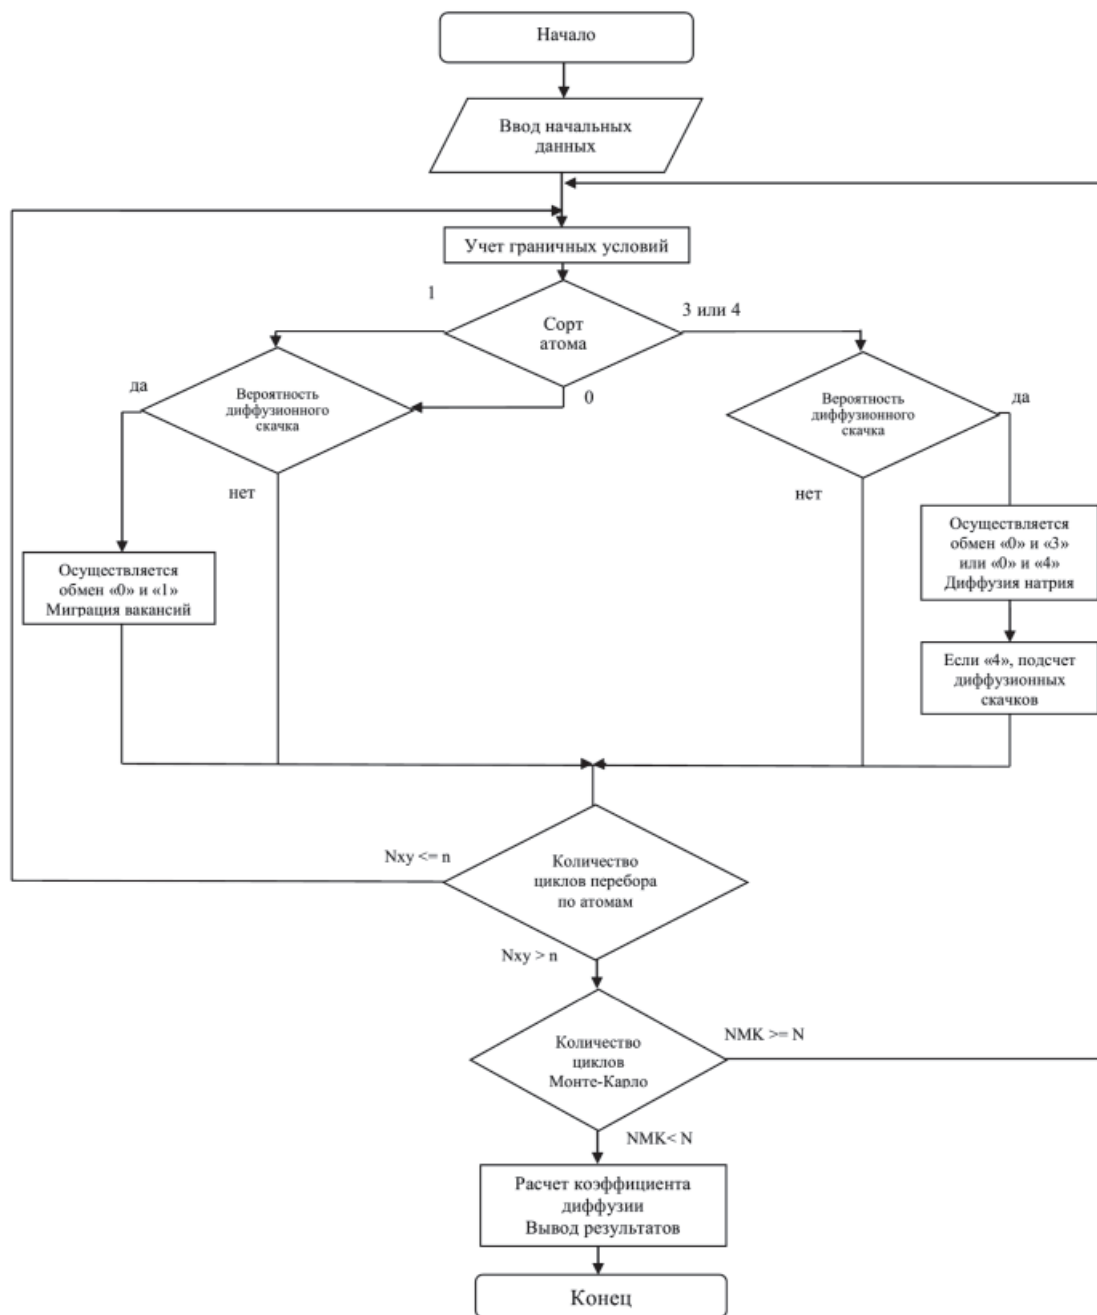 Начало
Ввод начальных
данных
Учет граничных условий
1
3 или 4
Сорт
атома
0
да
Вероятность
диффузионного
скачка
нет
Вероятность
диффузионного
скачка
да
нет
Осуществляется
обмен «0» и «1»
Миграция вакансий
Осуществляется
обмен «0» и «3»
или «0» и «4»
Диффузия натрия
Если «4», подсчет
диффузионных
скачков
Nxy <= n
Количество
циклов перебора
по атомам
Nxy > n
Количество
циклов
Монте-Карло
NMK >= N
NMK< N
Расчет коэффициента
диффузии
Вывод результатов
Конец